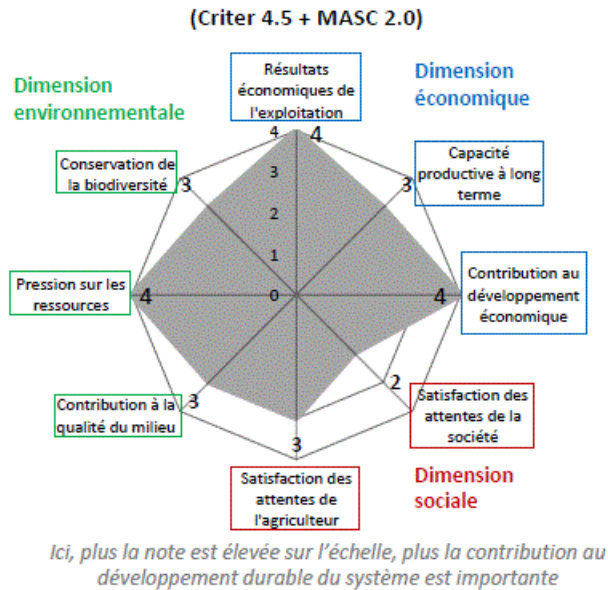 (Criter 4.5 + MASC 2.0)
Dimension
environnementale
Résultats
économiques de
l'exploitation
Dimension
économique
Conservation de
la biodiversité
3
4
4
3
2
1
0
3
Capacité
productive à long
terme
Pression sur les
ressources
4
4
Contribution au
développement
économique
Contribution à la
qualité du milieu
3
2
Satisfaction des
attentes de la
société
3
Satisfaction des
attentes de
l'agriculteur
Dimension
sociale
Ici, plus la note est élevée sur l'échelle, plus la contribution au
développement durable du système est importante